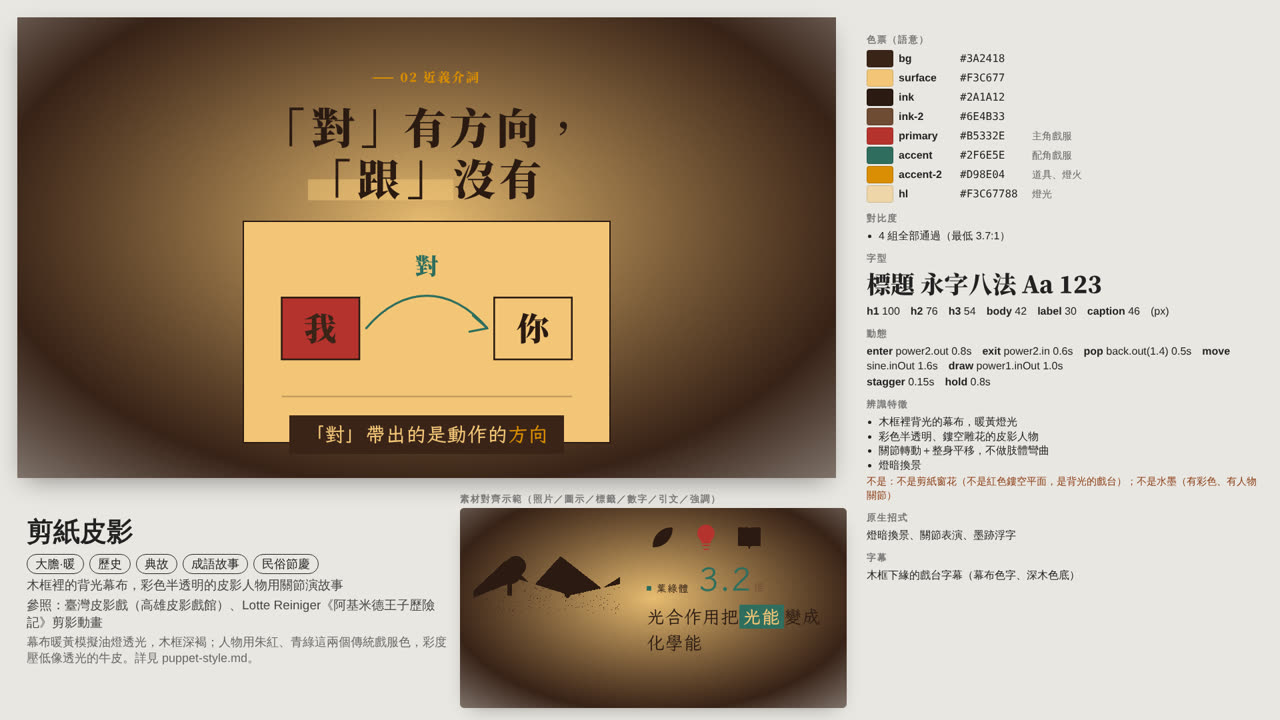 —— 02 近義介詞
「對」有方向，
「跟」沒有
對
我
你
「對」帶出的是動作的方向
剪紙皮影
大膽·暖 歷史 典故 成語故事 民俗節慶
木框裡的背光幕布，彩色半透明的皮影人物用關節演故事
參照：臺灣皮影戲（高雄皮影戲館）、Lotte Reiniger《阿基米德王子歷險
記》剪影動畫
幕布暖黃模擬油燈透光，木框深褐；人物用朱紅、青綠這兩個傳統戲服色，彩度
壓低像透光的牛皮。詳見 puppet-style.md。
素材對齊示範（照片／圖示／標籤／數字／引文／強調）
葉綠體 3.2
光合作用把光能變成
化學能
色票（語意）
bg #3A2418
surface #F3C677
ink #2A1A12
ink-2 #6E4B33
primary #B5332E 主角戲服
accent #2F6E5E 配角戲服
accent-2 #D98E04 道具、燈火
hl #F3C67788 燈光
對比度
• 4 組全部通過（最低 3.7:1）
字型
標題 永字八法 Aa 123
h1 100 h2 76 h3 54 body 42 label 30 caption 46 (px)
動態
enter power2.out 0.8s exit power2.in 0.6s pop back.out(1.4) 0.5s move
sine.inOut 1.6s draw power1.inOut 1.0s
stagger 0.15s hold 0.8s
辨識特徵
• 木框裡背光的幕布，暖黃燈光
• 彩色半透明、鏤空雕花的皮影人物
• 關節轉動＋整身平移，不做肢體彎曲
• 燈暗換景
不是：不是剪紙窗花（不是紅色鏤空平面，是背光的戲台）；不是水墨（有彩色、有人物
關節）
原生招式
燈暗換景、關節表演、墨跡浮字
字幕
木框下緣的戲台字幕（幕布色字、深木色底）